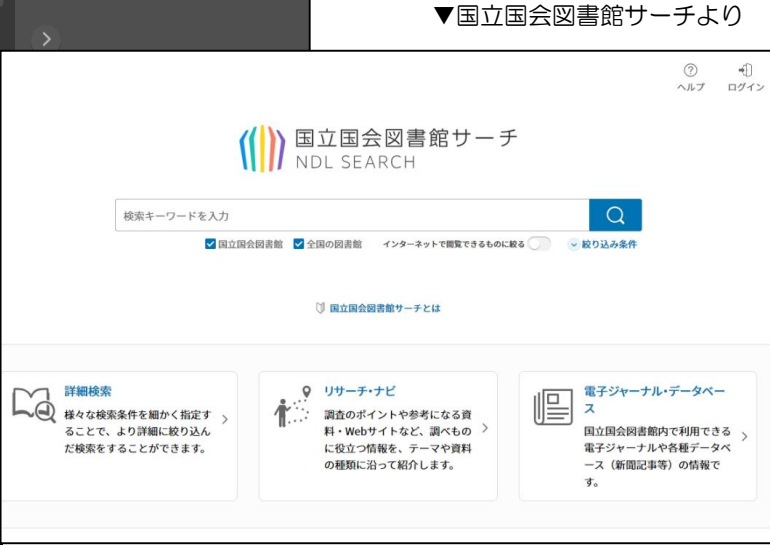 ▼国立国会図書館サーチより
ヘルプ
ログイン
国立国会図書館サーチ
NDL SEARCH
検索キーワードを入力
国立国会図書館 全国の図書館 インターネットで閲覧できるものに絞る 絞り込み条件
国立国会図書館サーチとは
詳細検索
様々な検索条件を細かく指定す
ることで、より詳細に絞り込ん
だ検索をすることができます。
リサーチ・ナビ
調査のポイントや参考になる資
料・Webサイトなど、調べもの
に役立つ情報を、テーマや資料
の種類に沿って紹介します。
電子ジャーナル・データベー
ス
国立国会図書館内で利用できる
電子ジャーナルや各種データベ
ース（新聞記事等）の情報で
す。